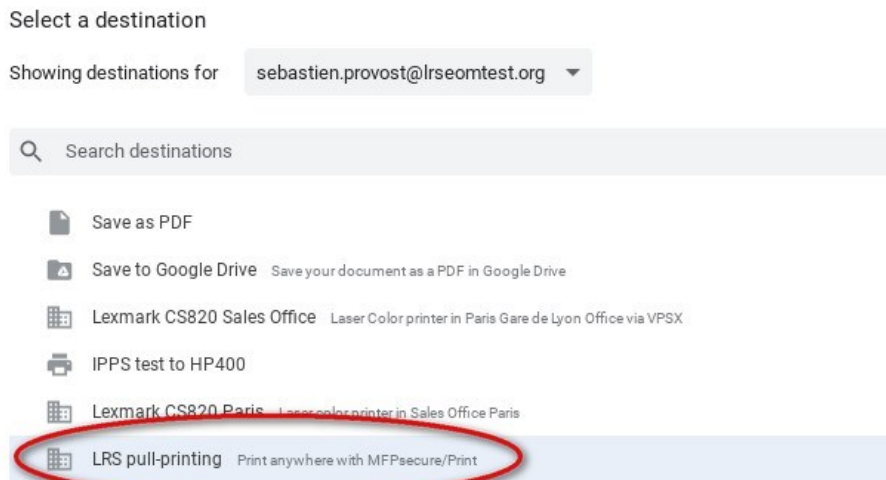 Select a destination
Showing destinations for sebastien.provost@lrseomtest.org
Search destinations
Save as PDF
Save to Google Drive Save your document as a PDF in Google Drive
Lexmark CS820 Sales Office Laser Color printer in Paris Gare de Lyon Office via VPSX
IPPS test to HP400
Lexmark CS820 Paris Laser color printer in Sales Office Paris
LRS pull-printing Print anywhere with MFPsecure/Print